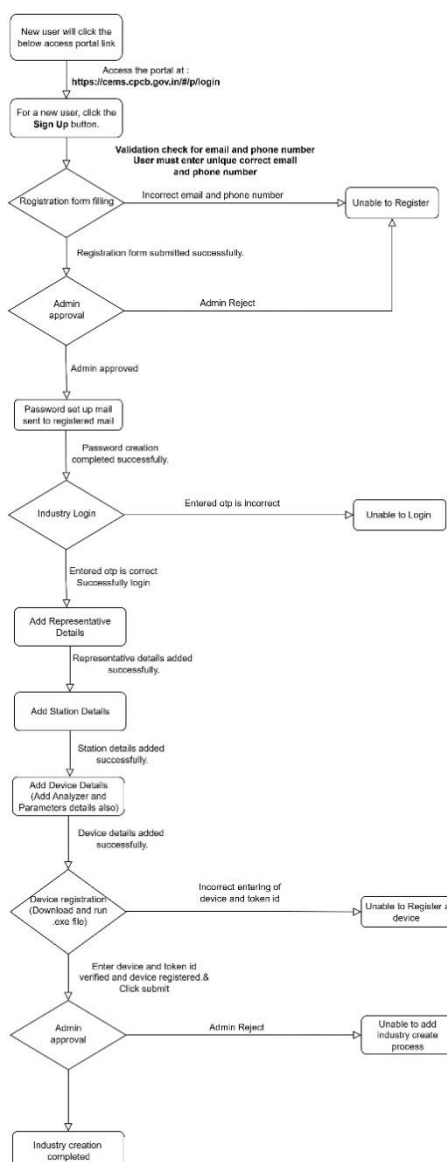 New user will click the
below access portal link
Access the portal at :
https://cems.cpcb.gov.in/#/p/login
For a new user, click the
Sign Up button.
Validation check for email and phone number
User must enter unique correct email
and phone number
Registration form filling
Incorrect email and phone number
Unable to Register
Registration form submitted successfully.
Admin
approval
Admin Reject
Admin approved
Password set up mail
sent to registered mail
Password creation
completed successfully.
Industry Login
Entered otp is incorrect
Unable to Login
Entered otp is correct
Successfully login
Add Representative
Details
Representative details added
successfully.
Add Station Details
Station details added
successfully.
Add Device Details
(Add Analyzer and
Parameters details also)
Device details added
successfully.
Device registration
(Download and run
.exe file)
Incorrect entering of
device and token id
Unable to Register a
device
Enter device and token id
verified and device registered.&
Click submit
Admin
approval
Admin Reject
Unable to add
industry create
process
Industry creation
completed